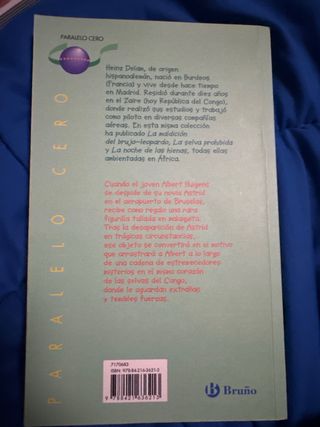 PARALELO CERO
PARALELO CERO
Heinz Delam, de origen
hispanoalemán, nació en Burdeos
(Francia) y vive desde hace tiempo
en Madrid. Residió durante diez años
en el Zaire (hoy República del Congo),
donde realizó sus estudios y trabajó
como piloto en diversas compañías
aéreas. En esta misma colección
ha publicado La maldición
del brujo-leopardo, La selva prohibida
y La noche de las hienas, todas ellas
ambientadas en África.
Cuando el joven Albert Huigens
se despide de su novia Astrid
en el aeropuerto de Bruselas,
recibe como regalo una rara
figurilla tallada en malaquita.
Tras la desaparición de Astrid
en trágicas circunstancias,
ese objeto se convertirá en el motivo
que arrastrará a Albert a lo largo
de una cadena de estremecedores
misterios en el mismo corazón
de las selvas del Congo,
donde le aguardan extrañas
y temibles fuerzas.
7170683
ISBN: 978-84-216-3621-3
9 788421 636213
Bruño